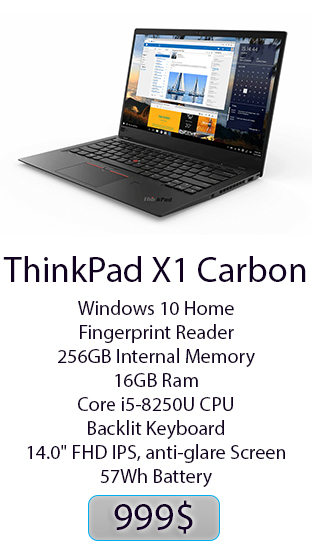 ThinkPad
ThinkPad X1 Carbon
Windows 10 Home
Fingerprint Reader
256GB Internal Memory
16GB Ram
Core i5-8250U CPU
Backlit Keyboard
14.0" FHD IPS, anti-glare Screen
57Wh Battery
999$